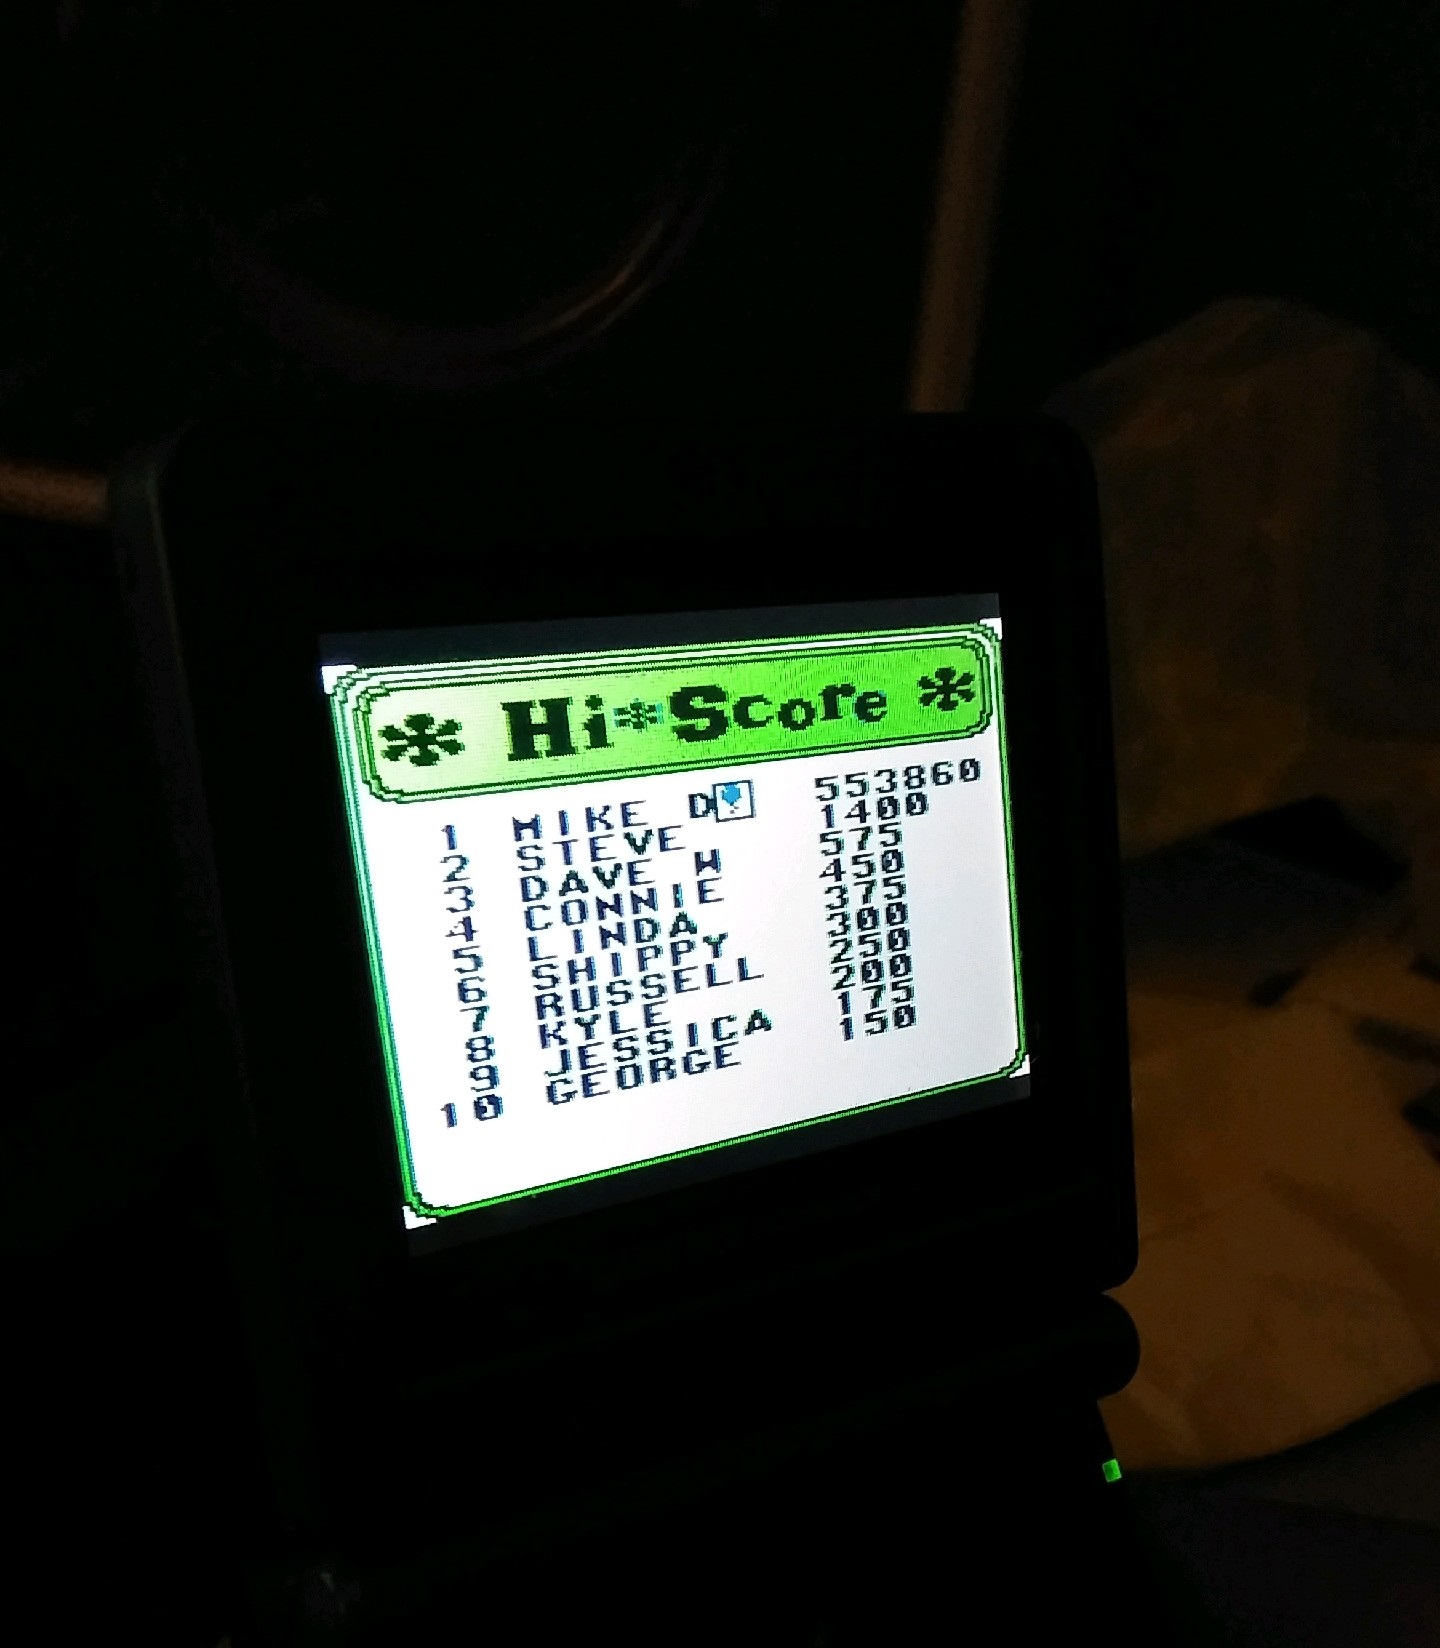 * Hi*Score *
1 MIKE D 553860
2 STEVE 1400
3 DAVE H 575
4 CONNIE 450
5 LINDA 375
6 SHIPPY 300
7 RUSSELL 250
8 KYLE 200
9 JESSICA 175
10 GEORGE 150